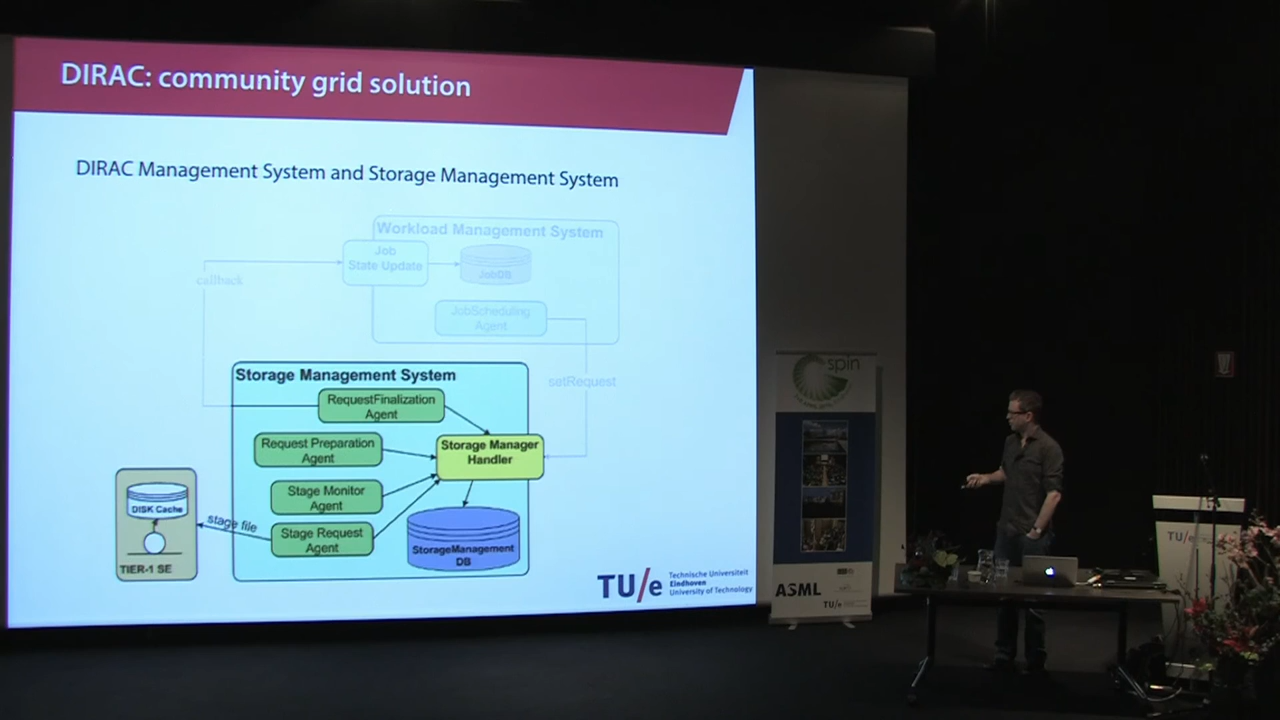 DIRAC: community grid solution
DIRAC Management System and Storage Management System
Workload Management System
Job
State Update
JobDB
callback
JobScheduling
Agent
setRequest
Storage Management System
RequestFinalization
Agent
Request Preparation
Agent
Storage Manager
Handler
Stage Monitor
Agent
Stage Request
Agent
StorageManagement
DB
stage file
DISK Cache
TIER-1 SE
TU/e
Technische Universiteit
Eindhoven
University of Technology
spin
ASML
TU/e
TU/e